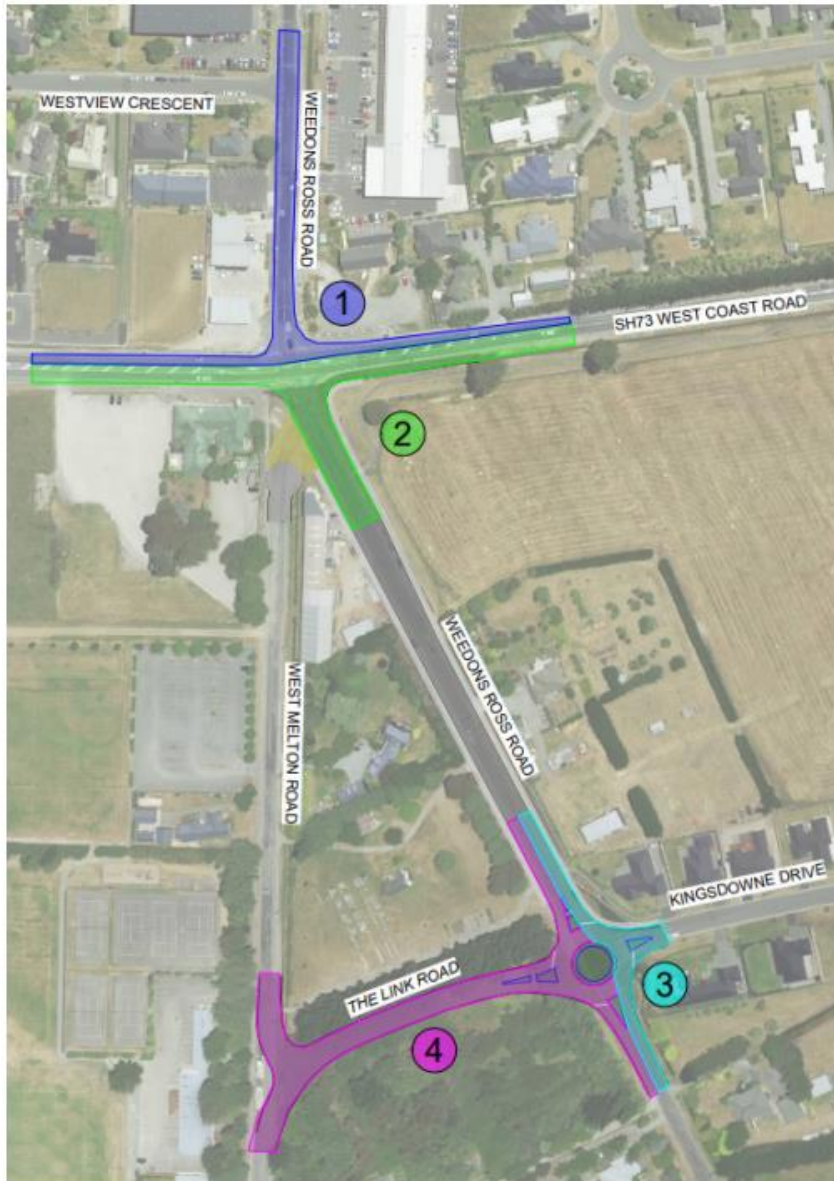 WESTVIEW CRESCENT
WEEDONS ROSS ROAD
1
SH73 WEST COAST ROAD
2
WEEDONS ROSS ROAD
WEST MELTON ROAD
KINGSDOWNE DRIVE
THE LINK ROAD
3
4